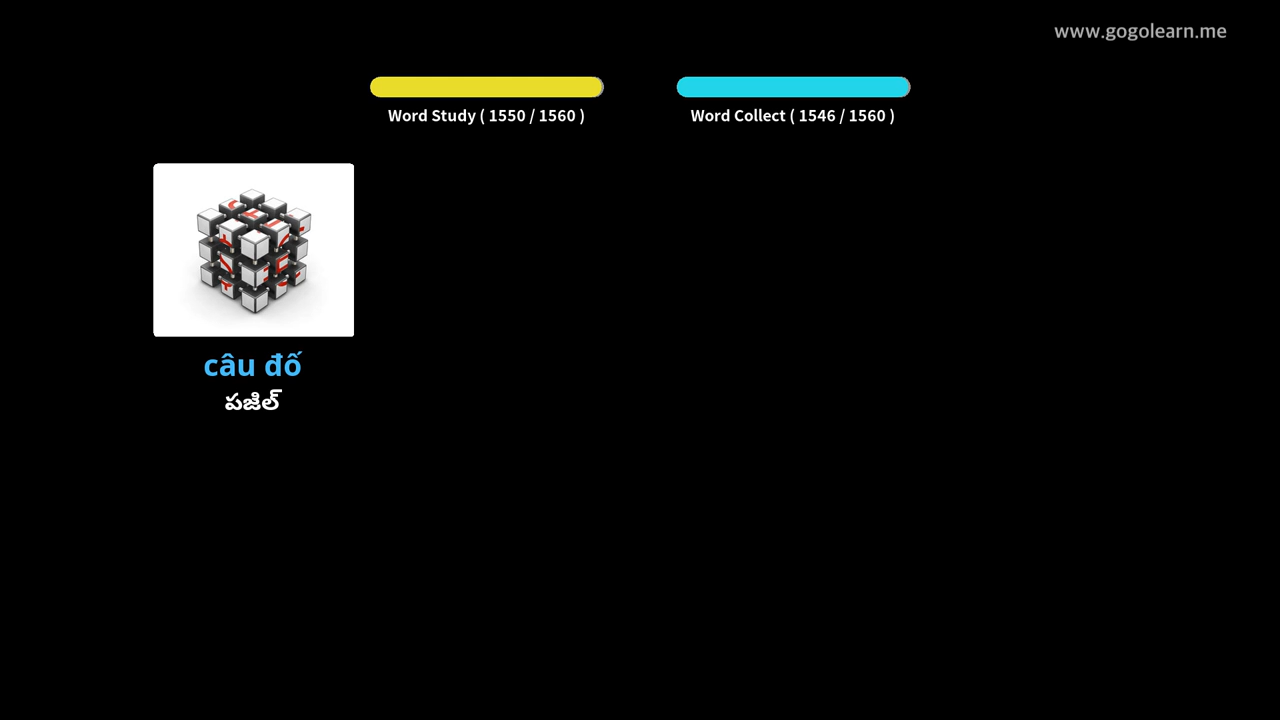 www.gogolearn.me
Word Study ( 1550 / 1560 )
Word Collect ( 1546 / 1560 )
câu đố
పజిల్